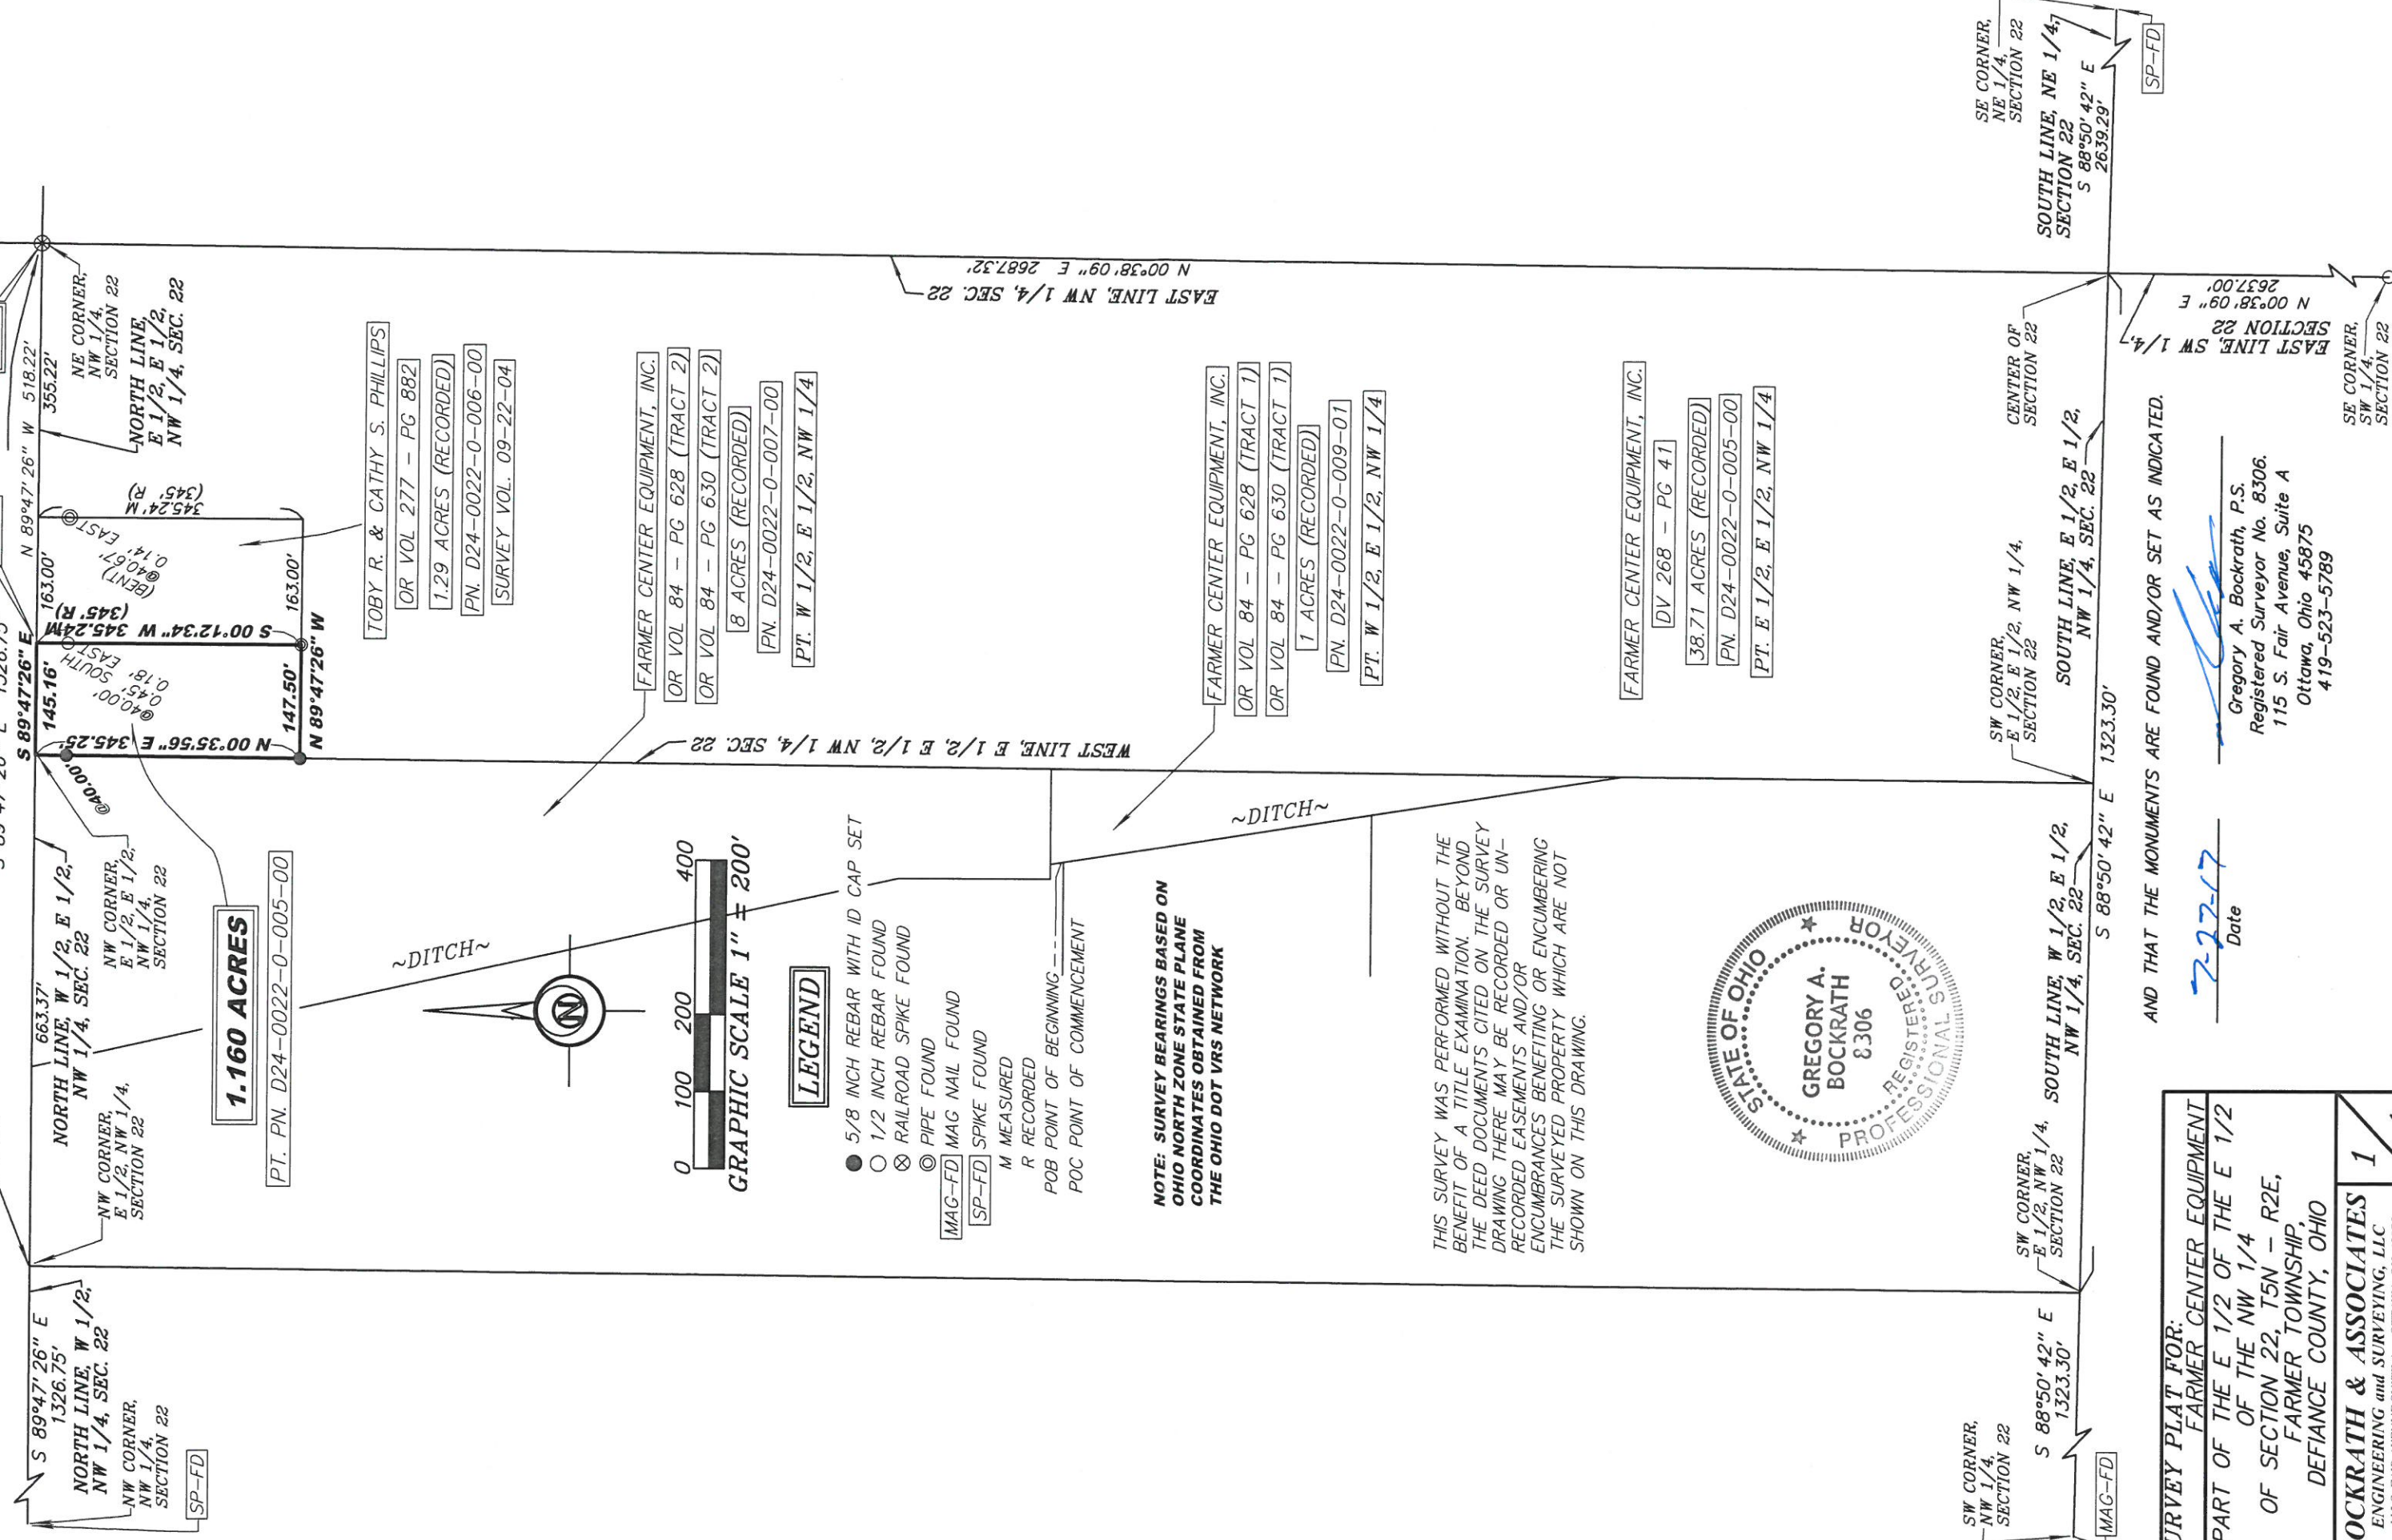 S 89°47'26" E
1326.75'
NORTH LINE, W 1/2,
NW 1/4, SEC. 22
NW CORNER,
NW 1/4,
SECTION 22
SP-FD
NW CORNER,
E 1/2, NW 1/4,
SECTION 22
663.37'
NORTH LINE, W 1/2, E 1/2,
NW 1/4, SEC. 22
NW CORNER,
E 1/2, E 1/2,
NW 1/4,
SECTION 22
@40.00'
S 89°47'26" E
145.16'
N 00°35'56" E 345.25'
@40.00'
0.45' SOUTH
0.18' EAST
147.50'
N 89°47'26" W
S 00°12'34" W 345.24'M
(345' R)
163.00'
(BENT)
@40.67'
0.14' EAST
345.24' M
(345' R)
163.00'
N 89°47'26" W 518.22'
355.22'
NE CORNER,
NW 1/4,
SECTION 22
NORTH LINE,
E 1/2, E 1/2,
NW 1/4, SEC. 22
1.160 ACRES
PT. PN. D24-0022-0-005-00
TOBY R. & CATHY S. PHILLIPS
OR VOL 277 - PG 882
1.29 ACRES (RECORDED)
PN. D24-0022-0-006-00
SURVEY VOL. 09-22-04
FARMER CENTER EQUIPMENT, INC.
OR VOL 84 - PG 628 (TRACT 2)
OR VOL 84 - PG 630 (TRACT 2)
8 ACRES (RECORDED)
PN. D24-0022-0-007-00
PT. W 1/2, E 1/2, NW 1/4
~DITCH~
WEST LINE, E 1/2, E 1/2, NW 1/4, SEC. 22
EAST LINE, NW 1/4, SEC. 22
N 00°38'09" E 2687.32'
N
0 100 200 400
GRAPHIC SCALE 1" = 200'
LEGEND
5/8 INCH REBAR WITH ID CAP SET
1/2 INCH REBAR FOUND
RAILROAD SPIKE FOUND
PIPE FOUND
MAG-FD MAG NAIL FOUND
SP-FD SPIKE FOUND
M MEASURED
R RECORDED
POB POINT OF BEGINNING
POC POINT OF COMMENCEMENT
FARMER CENTER EQUIPMENT, INC.
OR VOL 84 - PG 628 (TRACT 1)
OR VOL 84 - PG 630 (TRACT 1)
1 ACRES (RECORDED)
PN. D24-0022-0-009-01
PT. W 1/2, E 1/2, NW 1/4
~DITCH~
NOTE: SURVEY BEARINGS BASED ON
OHIO NORTH ZONE STATE PLANE
COORDINATES OBTAINED FROM
THE OHIO DOT VRS NETWORK
THIS SURVEY WAS PERFORMED WITHOUT THE
BENEFIT OF A TITLE EXAMINATION. BEYOND
THE DEED DOCUMENTS CITED ON THE SURVEY
DRAWING THERE MAY BE RECORDED OR UN-
RECORDED EASEMENTS AND/OR
ENCUMBRANCES BENEFITING OR ENCUMBERING
THE SURVEYED PROPERTY WHICH ARE NOT
SHOWN ON THIS DRAWING.
FARMER CENTER EQUIPMENT, INC.
DV 268 - PG 41
38.71 ACRES (RECORDED)
PN. D24-0022-0-005-00
PT. E 1/2, E 1/2, NW 1/4
STATE OF OHIO
GREGORY A.
BOCKRATH
8306
REGISTERED
PROFESSIONAL SURVEYOR
SW CORNER,
NW 1/4,
SECTION 22
MAG-FD
S 88°50'42" E
1323.30'
SW CORNER,
E 1/2, NW 1/4,
SECTION 22
SOUTH LINE, W 1/2, E 1/2,
NW 1/4, SEC. 22
S 88°50'42" E 1323.30'
SW CORNER,
E 1/2, E 1/2, NW 1/4,
SECTION 22
SOUTH LINE, E 1/2, E 1/2,
NW 1/4, SEC. 22
CENTER OF
SECTION 22
SE CORNER,
NE 1/4,
SECTION 22
SOUTH LINE, NE 1/4,
SECTION 22
S 88°50'42" E
2639.29'
SP-FD
EAST LINE, SW 1/4,
SECTION 22
N 00°38'09" E
2637.00'
SE CORNER,
SW 1/4,
SECTION 22
AND THAT THE MONUMENTS ARE FOUND AND/OR SET AS INDICATED.
7-27-17
Date
Gregory A. Bockrath, P.S.
Registered Surveyor No. 8306.
115 S. Fair Avenue, Suite A
Ottawa, Ohio 45875
419-523-5789
URVEY PLAT FOR:
FARMER CENTER EQUIPMENT
PART OF THE E 1/2 OF THE E 1/2
OF THE NW 1/4
OF SECTION 22, T5N - R2E,
FARMER TOWNSHIP,
DEFIANCE COUNTY, OHIO
OCKRATH & ASSOCIATES
ENGINEERING and SURVEYING, LLC
1